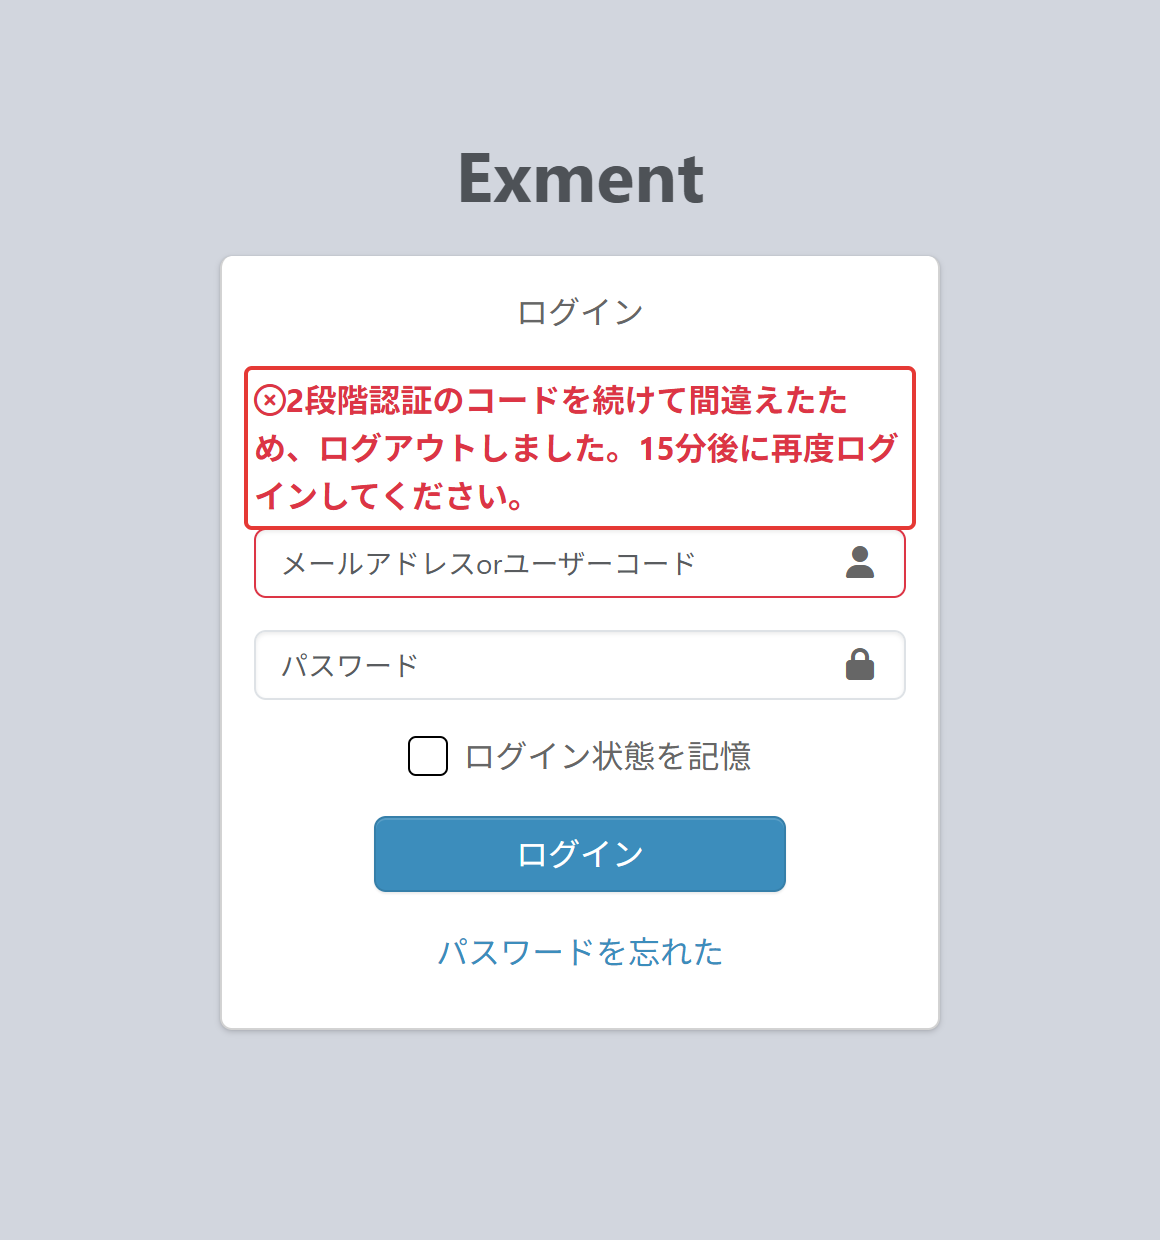 Exment
ログイン
2段階認証のコードを続けて間違えたた
め、ログアウトしました。15分後に再度ログ
インしてください。
メールアドレスorユーザーコード
パスワード
ログイン状態を記憶
ログイン
パスワードを忘れた